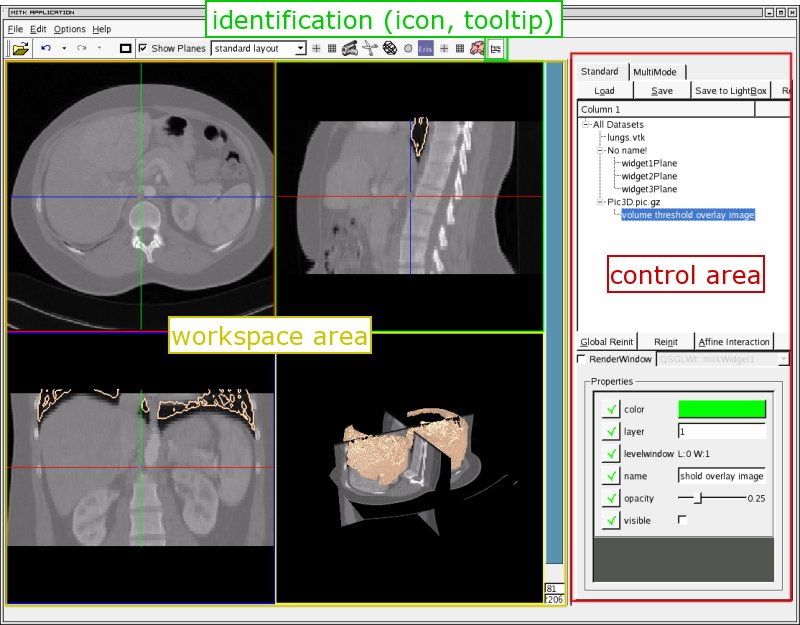 MITK APPLICATION
identification (icon, tooltip)
File Edit Options Help
Show Planes standard layout Eris
Standard MultiMode
Load Save Save to LightBox
Column 1
All Datasets
lungs.vtk
No name!
widget1Plane
widget2Plane
widget3Plane
Pic3D.pic.gz
volume threshold overlay image
control area
workspace area
Global Reinit Reinit Affine Interaction
RenderWindow QSGLWt::mitkWidget1
Properties
color
layer 1
levelwindow L:0 W:1
name shold overlay image
opacity 0.25
visible
81
206